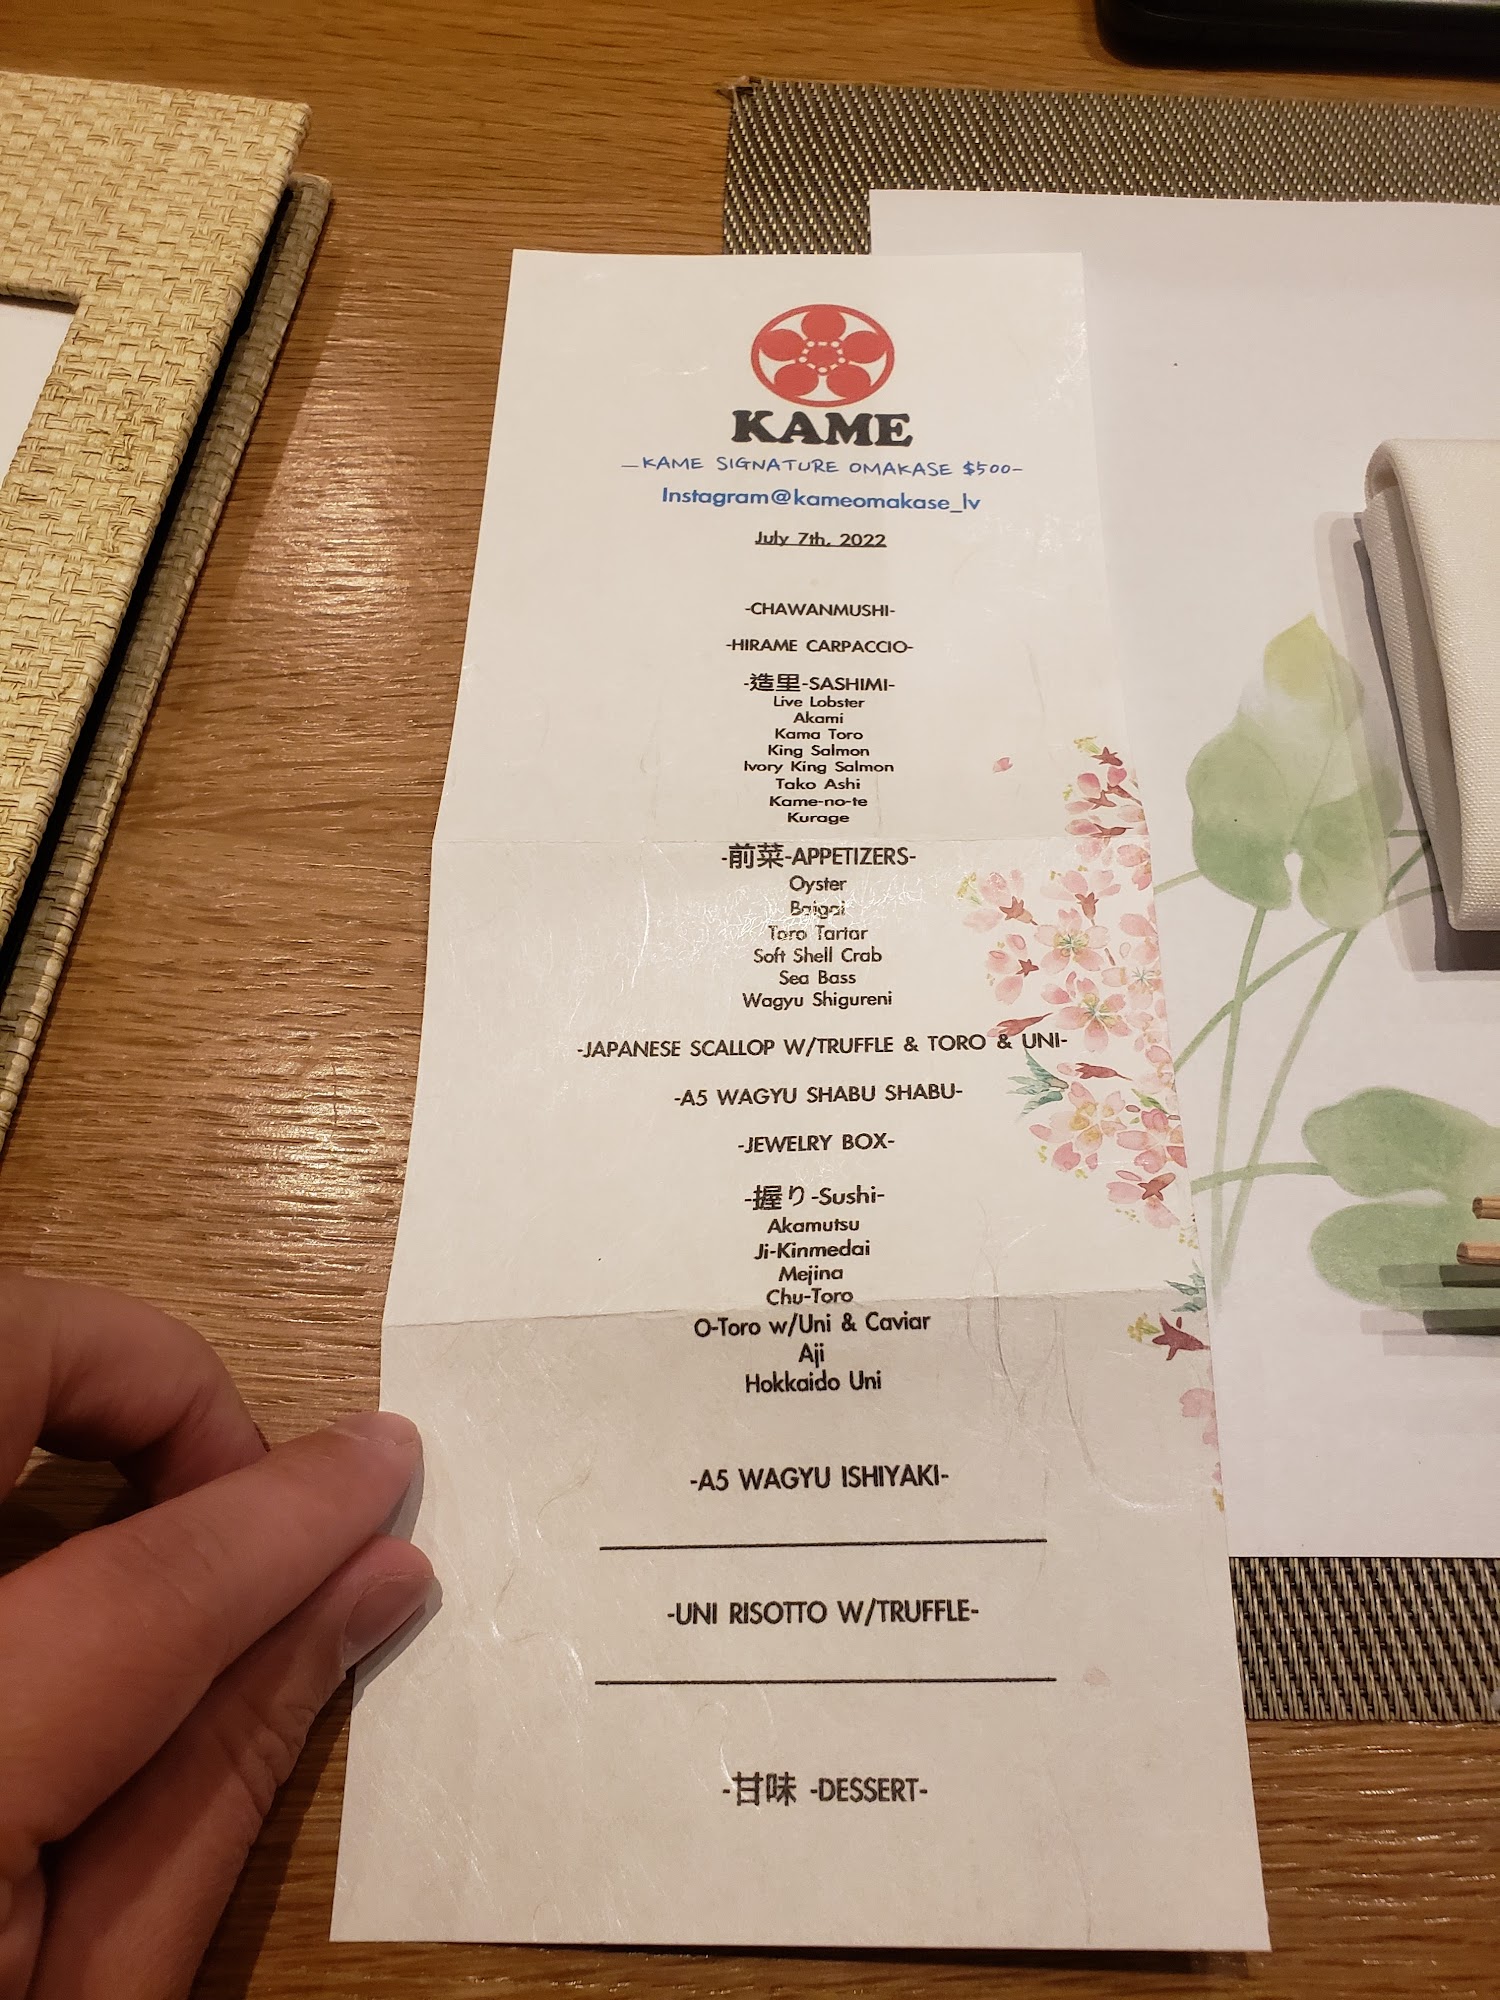 KAME
—KAME SIGNATURE OMAKASE $500-
Instagram@kameomakase_lv
July 7th, 2022
-CHAWANMUSHI-
-HIRAME CARPACCIO-
-造里-SASHIMI-
Live Lobster
Akami
Kama Toro
King Salmon
Ivory King Salmon
Tako Ashi
Kame-no-te
Kurage
-前菜-APPETIZERS-
Oyster
Baigai
Toro Tartar
Soft Shell Crab
Sea Bass
Wagyu Shigureni
-JAPANESE SCALLOP W/TRUFFLE & TORO & UNI-
-A5 WAGYU SHABU SHABU-
-JEWELRY BOX-
-握り-Sushi-
Akamutsu
Ji-Kinmedai
Mejina
Chu-Toro
O-Toro w/Uni & Caviar
Aji
Hokkaido Uni
-A5 WAGYU ISHIYAKI-
-UNI RISOTTO W/TRUFFLE-
-甘味 -DESSERT-